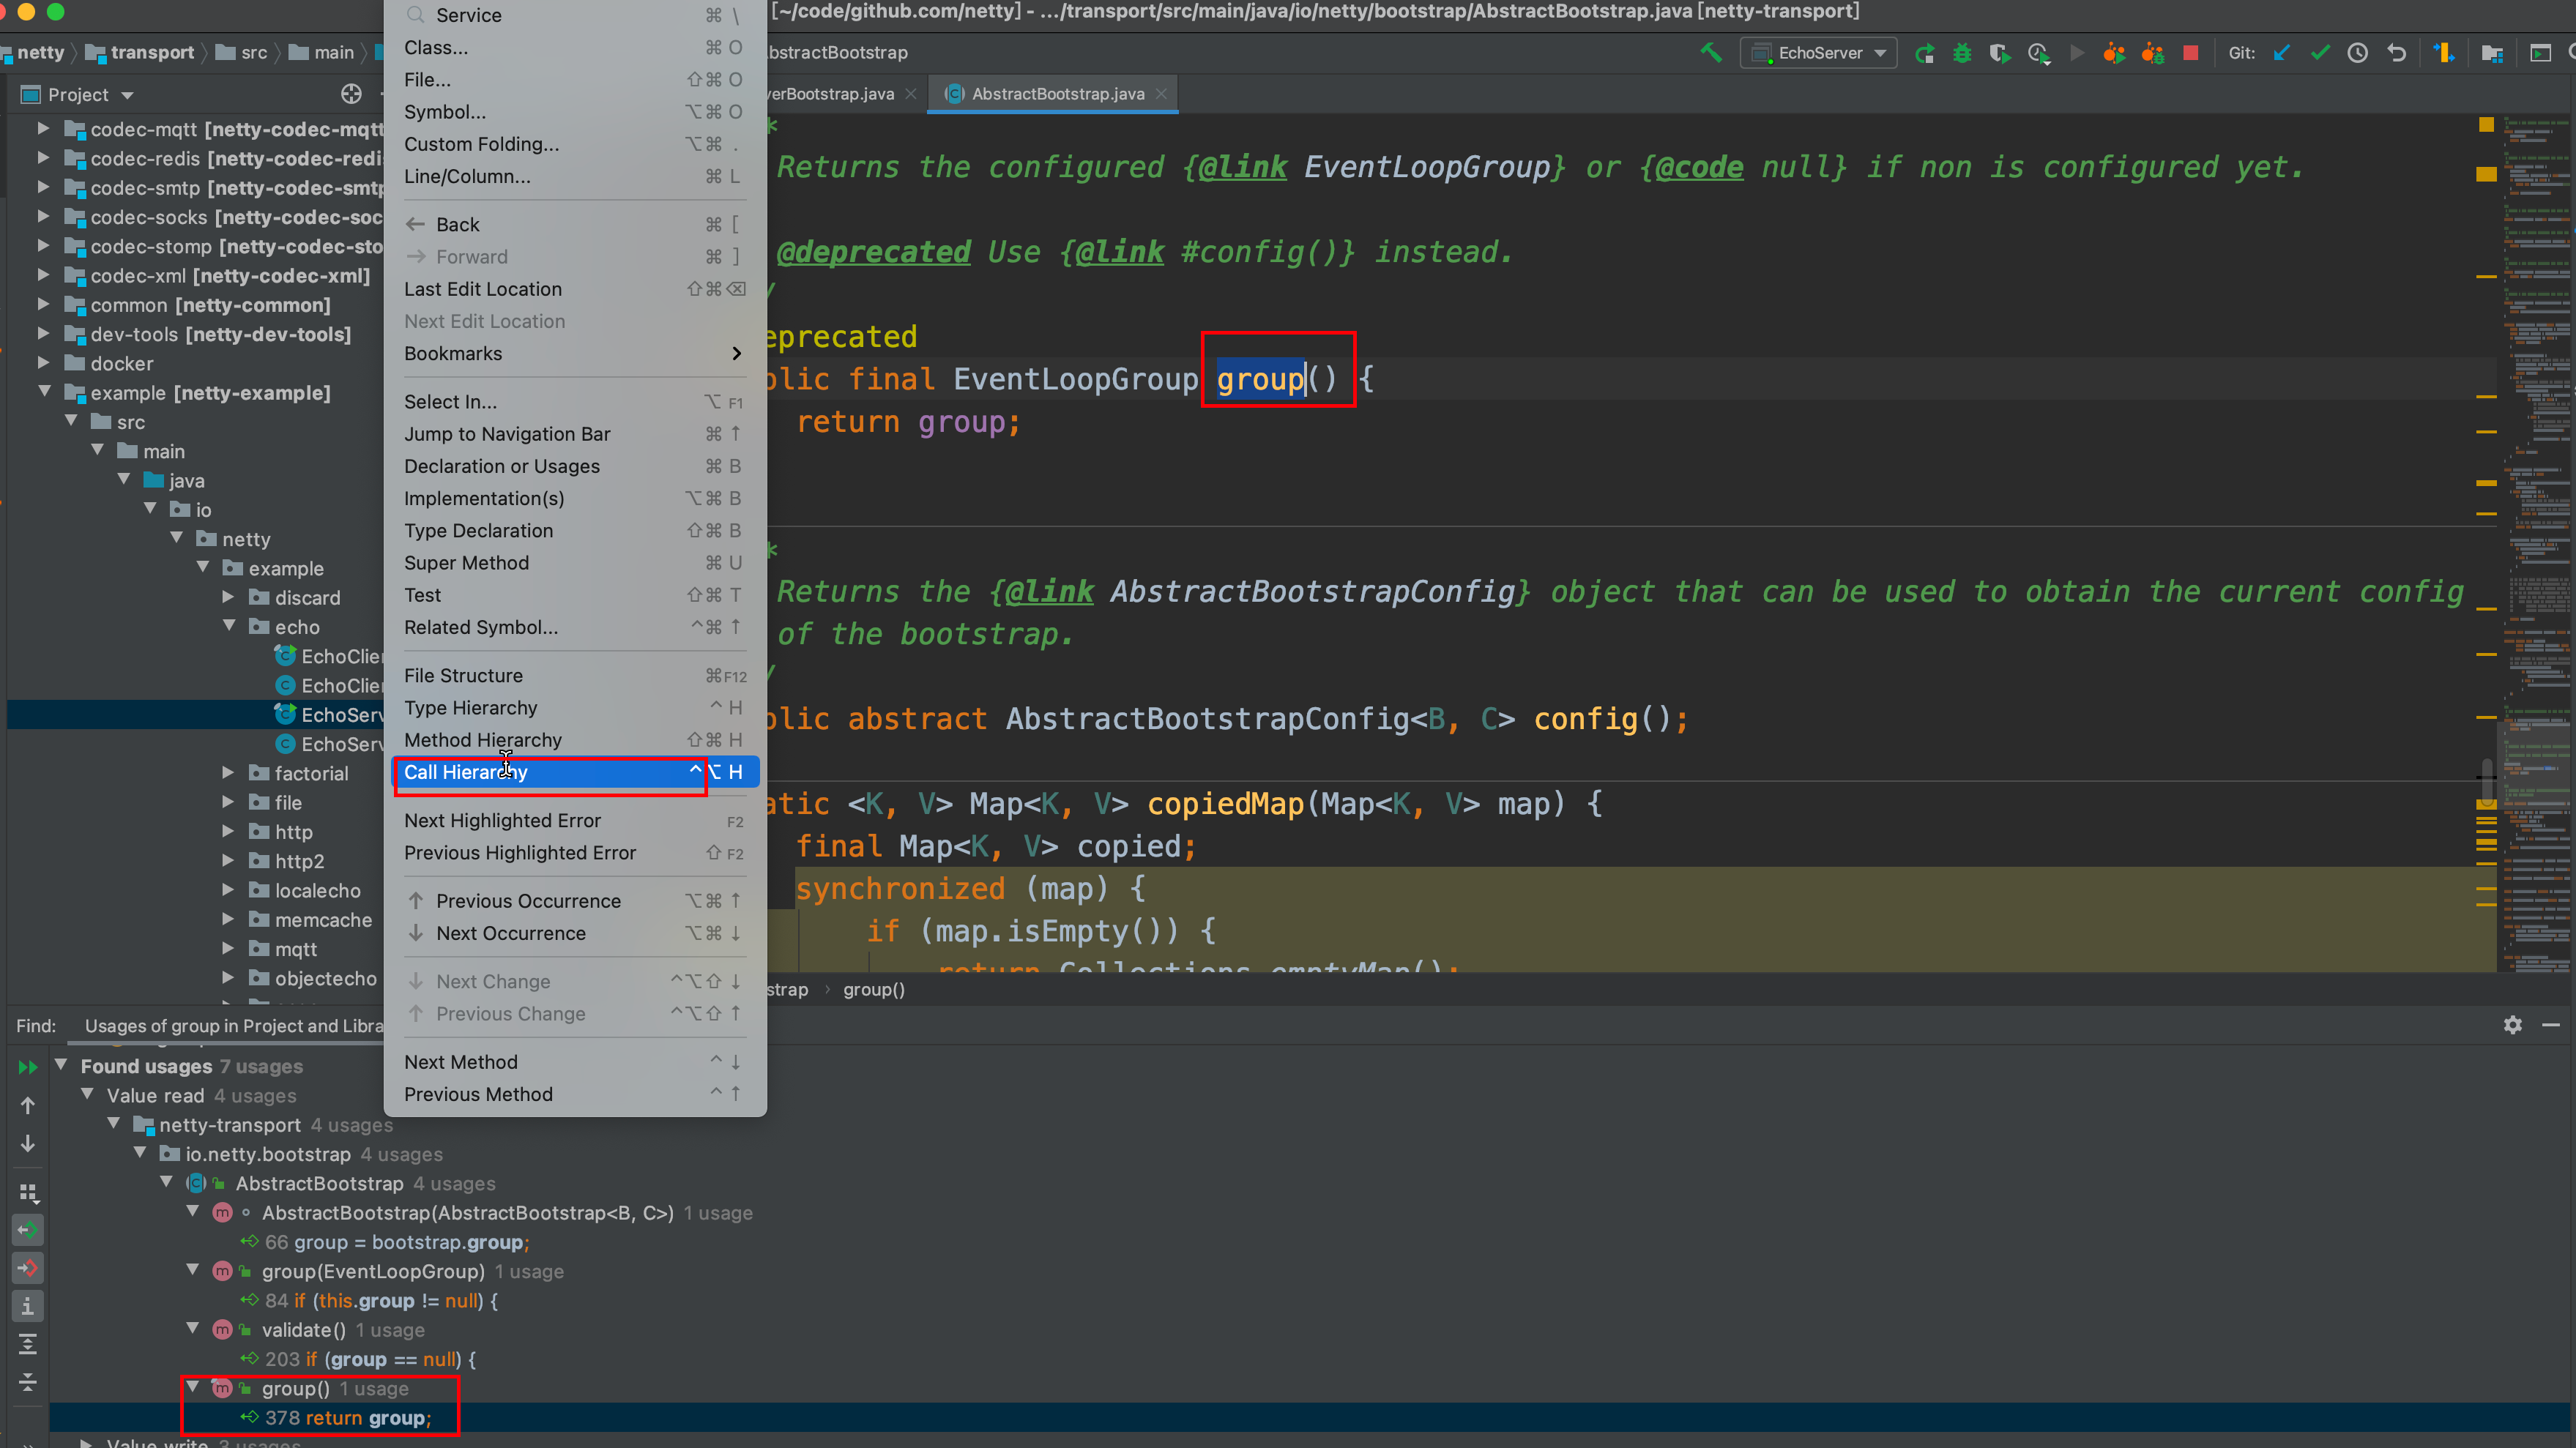 [~/code/github.com/netty] - .../transport/src/main/java/io/netty/bootstrap/AbstractBootstrap.java [netty-transport]
netty
transport
src
main
bstractBootstrap
EchoServer
Git:
Project
verBootstrap.java
AbstractBootstrap.java
codec-mqtt [netty-codec-mqtt
codec-redis [netty-codec-redi
codec-smtp [netty-codec-smtp
codec-socks [netty-codec-soc
codec-stomp [netty-codec-sto
codec-xml [netty-codec-xml]
common [netty-common]
dev-tools [netty-dev-tools]
docker
example [netty-example]
src
main
java
io
netty
example
discard
echo
EchoClie
EchoClie
EchoServ
EchoServ
factorial
file
http
http2
localecho
memcache
mqtt
objectecho
Service ⌘ \
Class... ⌘ O
File... ⇧⌘ O
Symbol... ⌥⌘ O
Custom Folding... ⌥⌘ .
Line/Column... ⌘ L
← Back ⌘ [
→ Forward ⌘ ]
Last Edit Location ⇧⌘⌫
Next Edit Location
Bookmarks
Select In... ⌥ F1
Jump to Navigation Bar ⌘ ↑
Declaration or Usages ⌘ B
Implementation(s) ⌥⌘ B
Type Declaration ⇧⌘ B
Super Method ⌘ U
Test ⇧⌘ T
Related Symbol... ^⌘ ↑
File Structure ⌘F12
Type Hierarchy ^ H
Method Hierarchy ⇧⌘ H
Call Hierarchy ^⌥ H
Next Highlighted Error F2
Previous Highlighted Error ⇧ F2
↑ Previous Occurrence ⌥⌘ ↑
↓ Next Occurrence ⌥⌘ ↓
↓ Next Change ^⌥⇧ ↓
↑ Previous Change ^⌥⇧ ↑
Next Method ^ ↓
Previous Method ^ ↑
*
Returns the configured {@link EventLoopGroup} or {@code null} if non is configured yet.
@deprecated Use {@link #config()} instead.
/
eprecated
blic final EventLoopGroup group() {
return group;
*
Returns the {@link AbstractBootstrapConfig} object that can be used to obtain the current config
of the bootstrap.
/
blic abstract AbstractBootstrapConfig<B, C> config();
atic <K, V> Map<K, V> copiedMap(Map<K, V> map) {
final Map<K, V> copied;
synchronized (map) {
if (map.isEmpty()) {
return Collections.emptyMap();
strap › group()
Find: Usages of group in Project and Libra
Found usages 7 usages
Value read 4 usages
netty-transport 4 usages
io.netty.bootstrap 4 usages
AbstractBootstrap 4 usages
AbstractBootstrap(AbstractBootstrap<B, C>) 1 usage
66 group = bootstrap.group;
group(EventLoopGroup) 1 usage
84 if (this.group != null) {
validate() 1 usage
203 if (group == null) {
group() 1 usage
378 return group;
Value write 3 usages